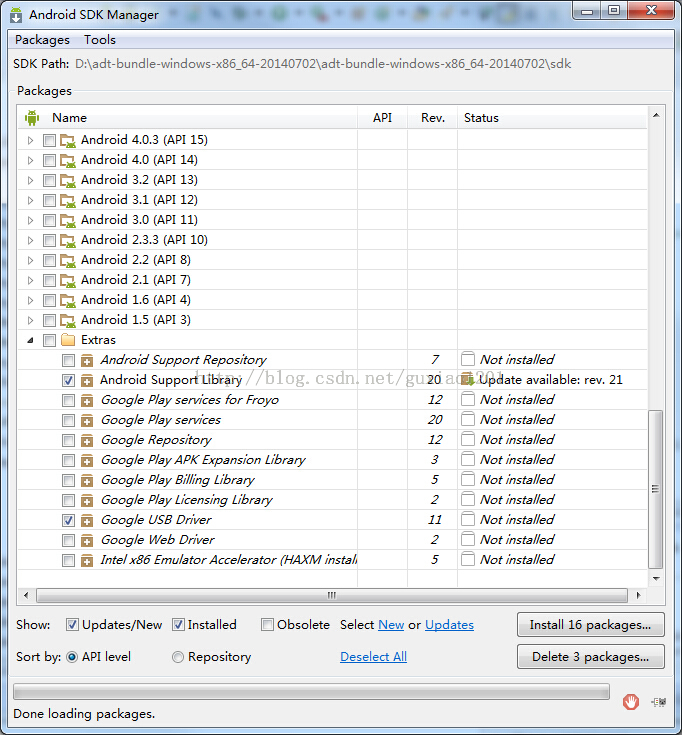 Android SDK Manager
Packages Tools
SDK Path: D:\adt-bundle-windows-x86_64-20140702\adt-bundle-windows-x86_64-20140702\sdk
Packages
Name API Rev. Status
Android 4.0.3 (API 15)
Android 4.0 (API 14)
Android 3.2 (API 13)
Android 3.1 (API 12)
Android 3.0 (API 11)
Android 2.3.3 (API 10)
Android 2.2 (API 8)
Android 2.1 (API 7)
Android 1.6 (API 4)
Android 1.5 (API 3)
Extras
Android Support Repository 7 Not installed
Android Support Library 20 Update available: rev. 21
Google Play services for Froyo 12 Not installed
Google Play services 20 Not installed
Google Repository 12 Not installed
Google Play APK Expansion Library 3 Not installed
Google Play Billing Library 5 Not installed
Google Play Licensing Library 2 Not installed
Google USB Driver 11 Not installed
Google Web Driver 2 Not installed
Intel x86 Emulator Accelerator (HAXM install 5 Not installed
Show: Updates/New Installed Obsolete Select New or Updates Install 16 packages...
Sort by: API level Repository Deselect All Delete 3 packages...
Done loading packages.